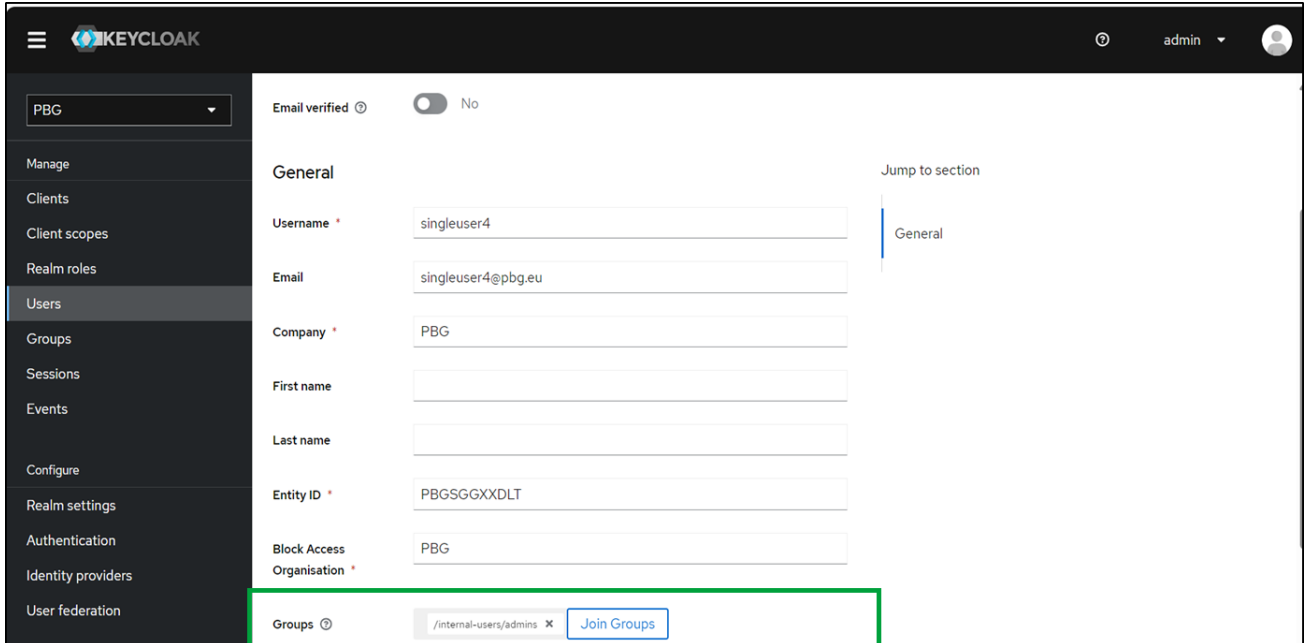 KEYCLOAK
admin
PBG
Manage
Clients
Client scopes
Realm roles
Users
Groups
Sessions
Events
Configure
Realm settings
Authentication
Identity providers
User federation
Email verified
No
General
Username *
singleuser4
Email
singleuser4@pbg.eu
Company *
PBG
First name
Last name
Entity ID *
PBGSGGXXDLT
Block Access
Organisation *
PBG
Groups
/internal-users/admins
Join Groups
Jump to section
General